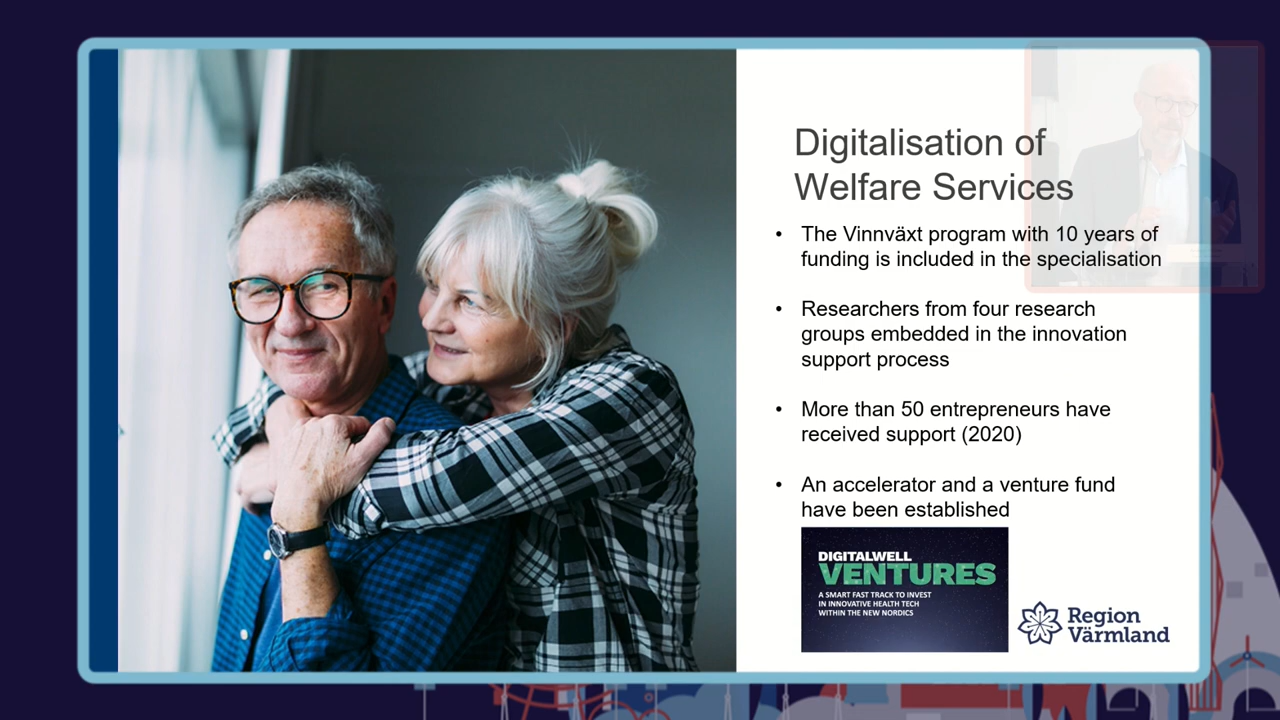 Digitalisation of
Welfare Services
• The Vinnväxt program with 10 years of
funding is included in the specialisation
• Researchers from four research
groups embedded in the innovation
support process
• More than 50 entrepreneurs have
received support (2020)
• An accelerator and a venture fund
have been established
DIGITALWELL
VENTURES
A SMART FAST TRACK TO INVEST
IN INNOVATIVE HEALTH TECH
WITHIN THE NEW NORDICS
Region
Värmland